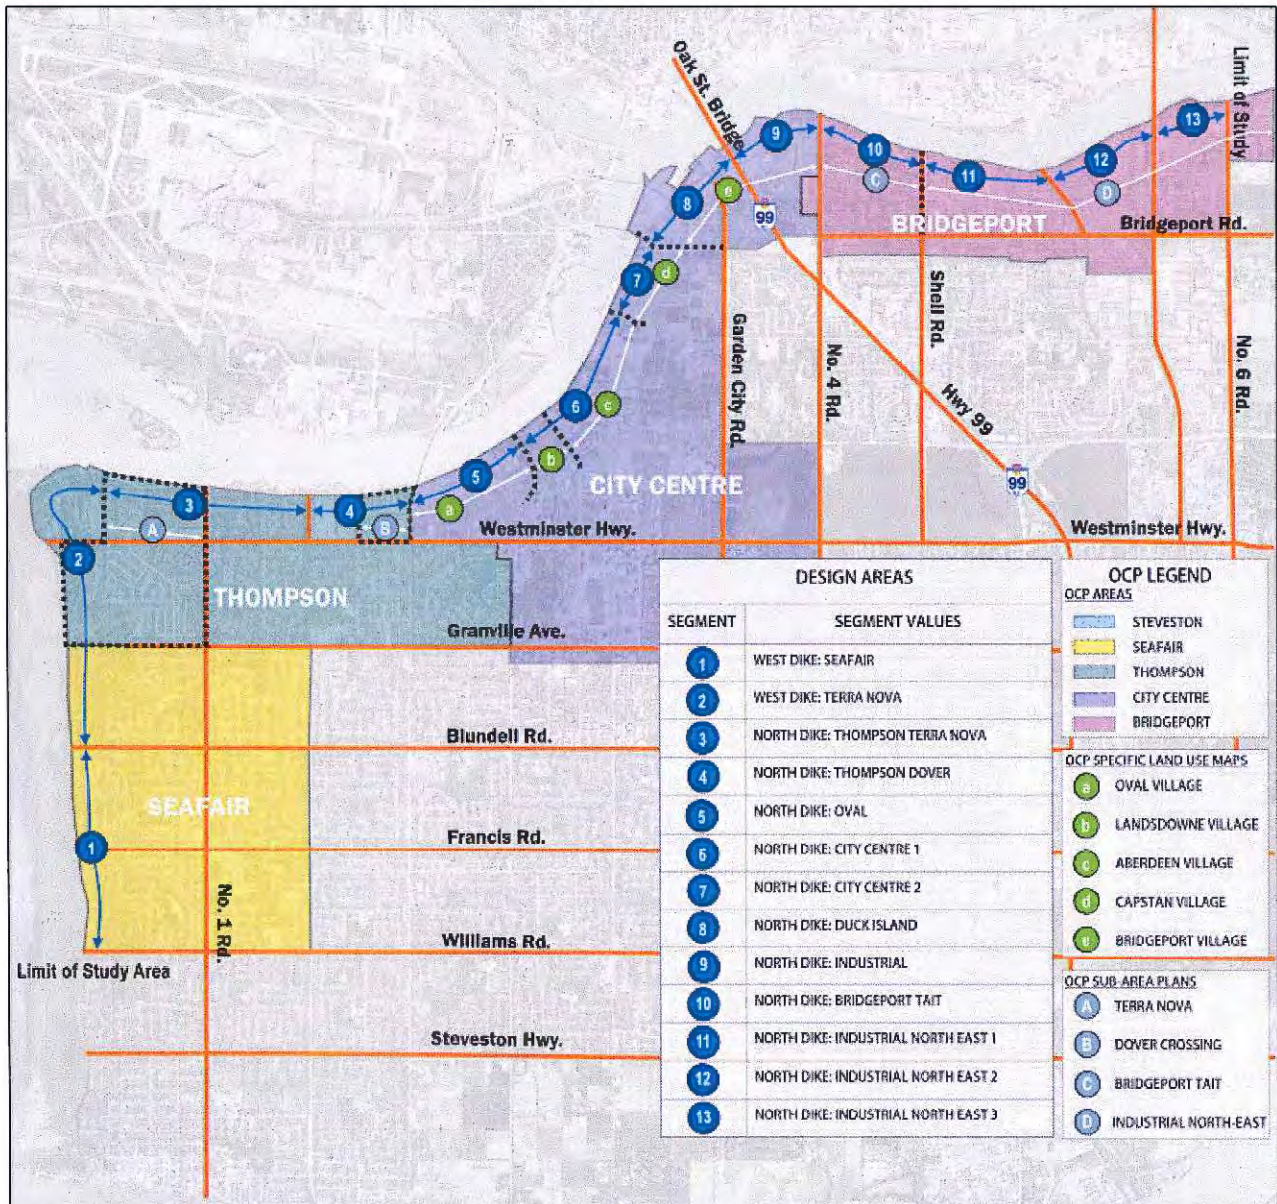 Oak St. Bridge
Limit of Study
9
13
10
12
11
C
D
8
e
99
BRIDGEPORT
Bridgeport Rd.
7
d
Shell Rd.
Garden City Rd.
No. 4 Rd.
No. 6 Rd.
6
c
Hwy 99
b
5
99
CITY CENTRE
3
4
a
A
B
Westminster Hwy.
Westminster Hwy.
2
THOMPSON
Granville Ave.
Blundell Rd.
SEAFAIR
Francis Rd.
1
No. 1 Rd.
Williams Rd.
Limit of Study Area
Steveston Hwy.
DESIGN AREAS
SEGMENT SEGMENT VALUES
1 WEST DIKE: SEAFAIR
2 WEST DIKE: TERRA NOVA
3 NORTH DIKE: THOMPSON TERRA NOVA
4 NORTH DIKE: THOMPSON DOVER
5 NORTH DIKE: OVAL
6 NORTH DIKE: CITY CENTRE 1
7 NORTH DIKE: CITY CENTRE 2
8 NORTH DIKE: DUCK ISLAND
9 NORTH DIKE: INDUSTRIAL
10 NORTH DIKE: BRIDGEPORT TAIT
11 NORTH DIKE: INDUSTRIAL NORTH EAST 1
12 NORTH DIKE: INDUSTRIAL NORTH EAST 2
13 NORTH DIKE: INDUSTRIAL NORTH EAST 3
OCP LEGEND
OCP AREAS
STEVESTON
SEAFAIR
THOMPSON
CITY CENTRE
BRIDGEPORT
OCP SPECIFIC LAND USE MAPS
a OVAL VILLAGE
b LANDSDOWNE VILLAGE
c ABERDEEN VILLAGE
d CAPSTAN VILLAGE
e BRIDGEPORT VILLAGE
OCP SUB-AREA PLANS
A TERRA NOVA
B DOVER CROSSING
C BRIDGEPORT TAIT
D INDUSTRIAL NORTH-EAST